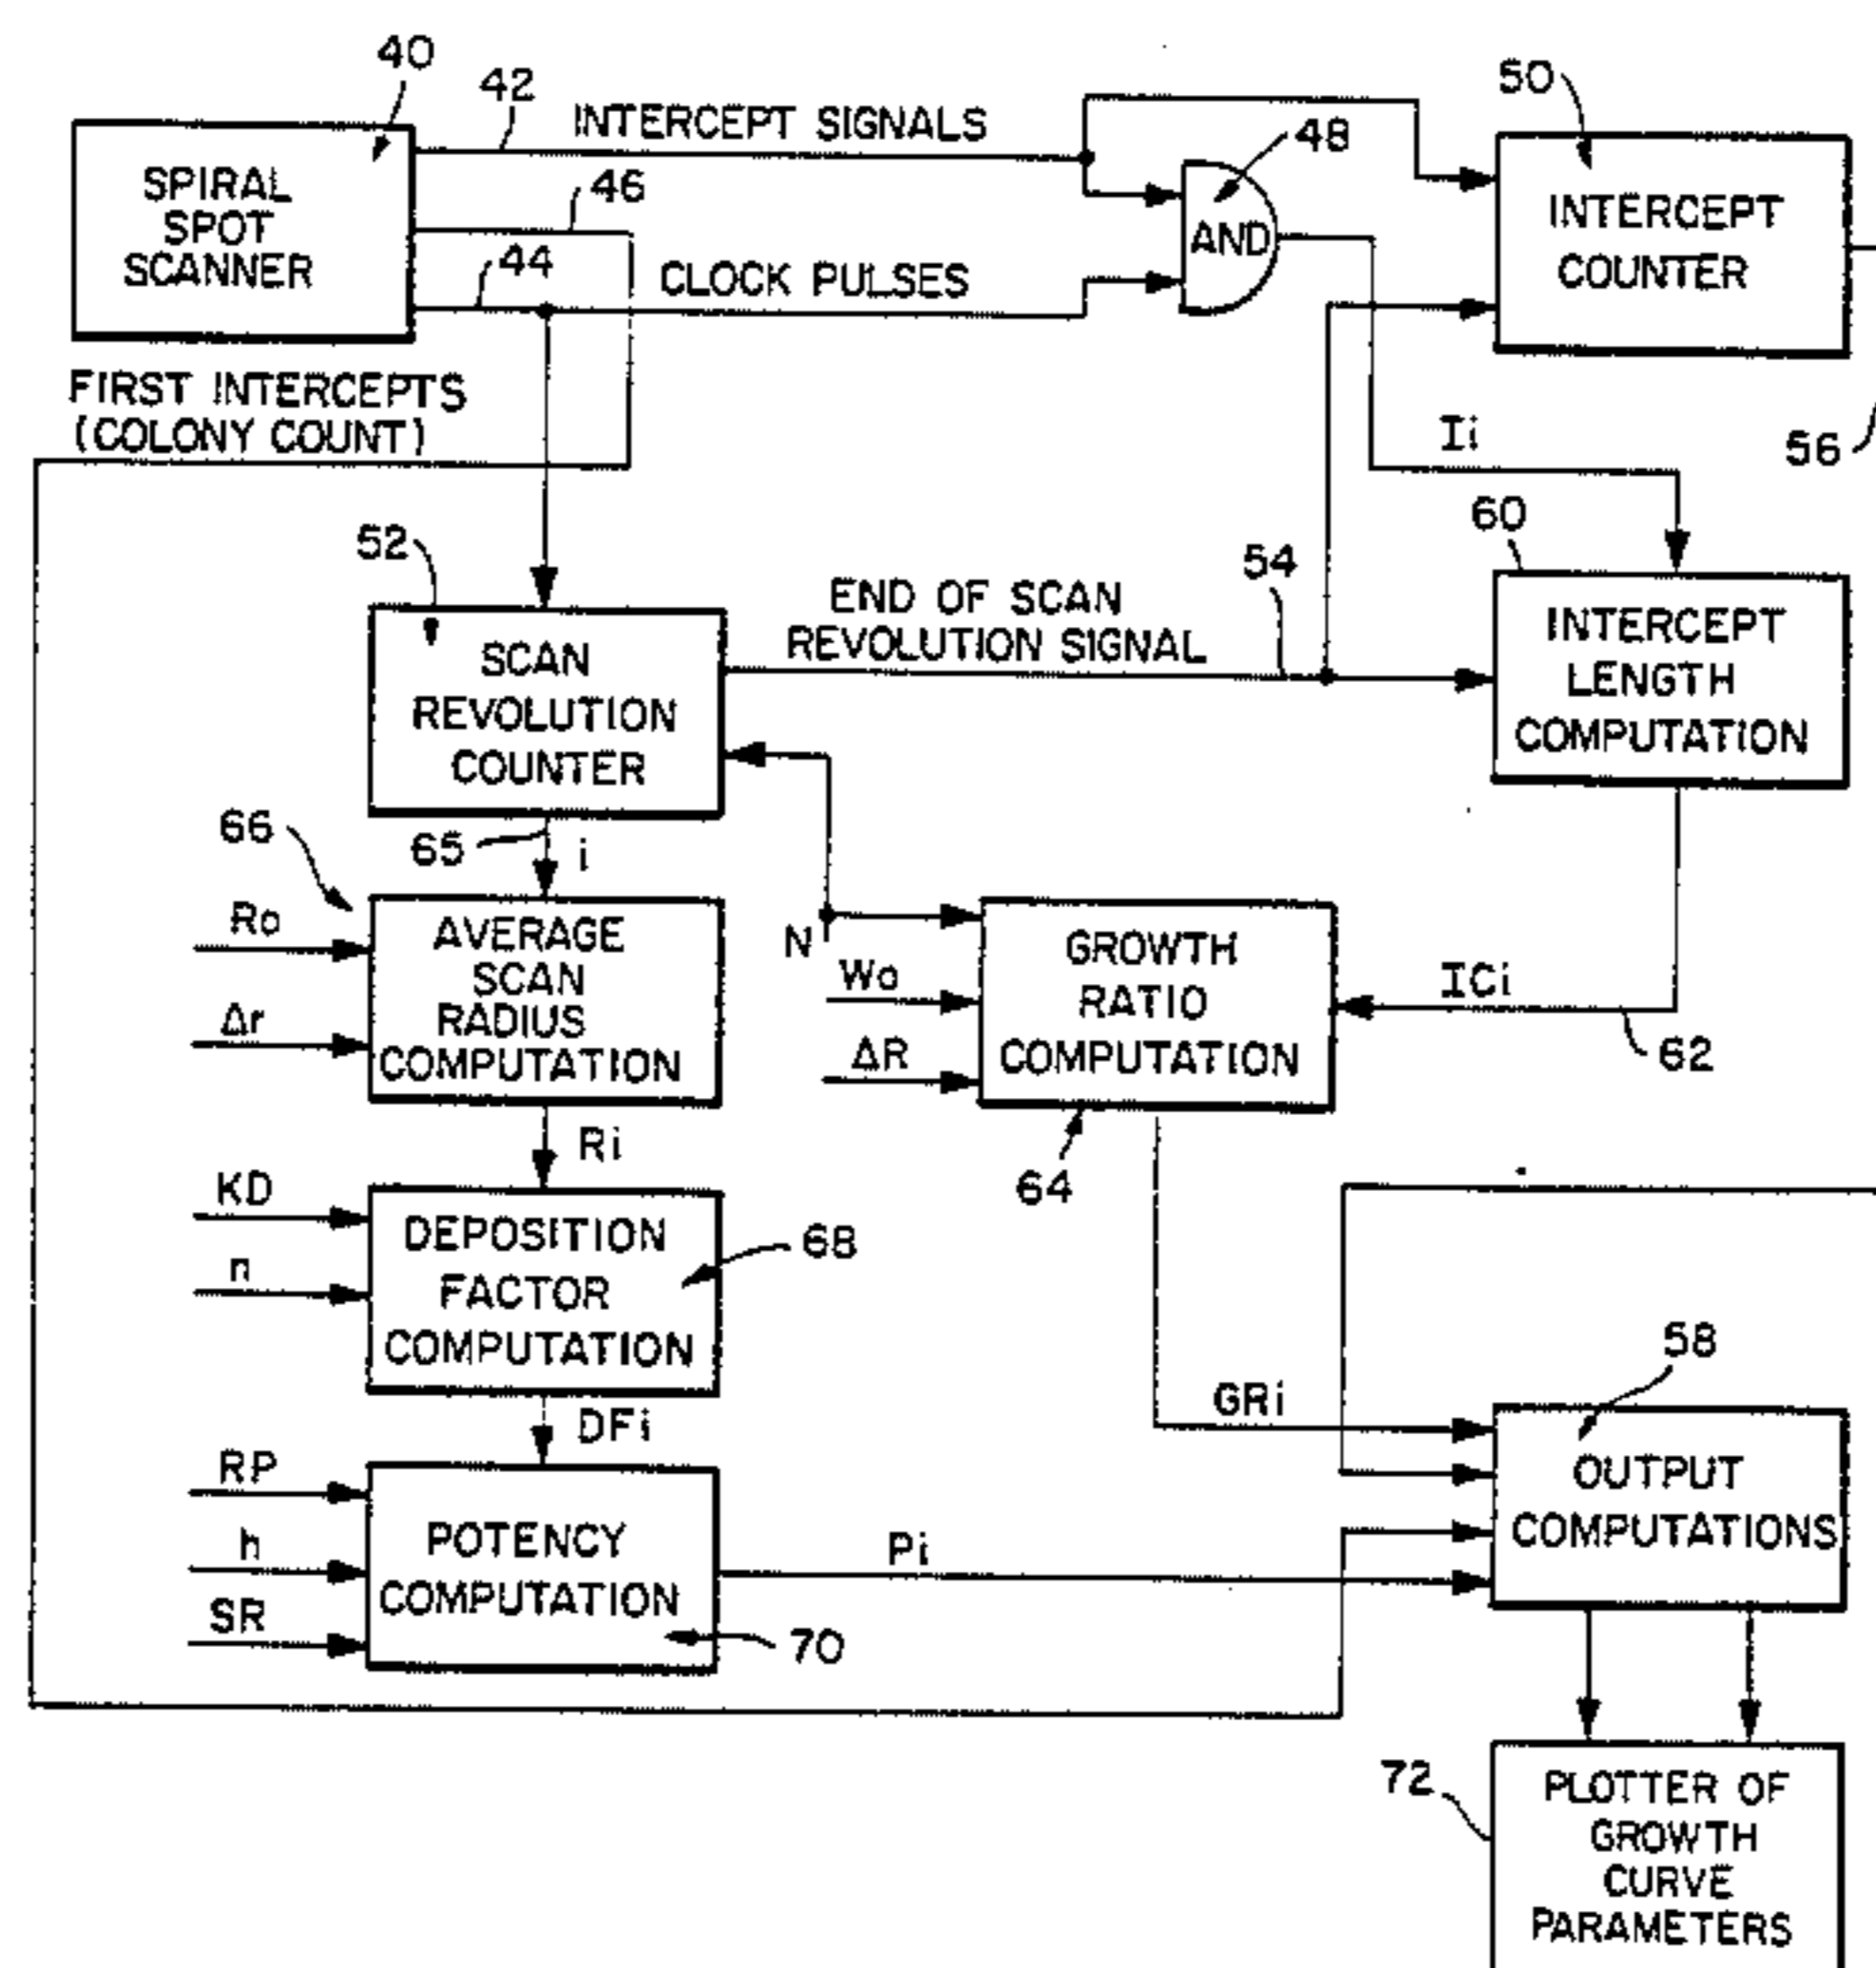 40
42
INTERCEPT SIGNALS
50
48
SPIRAL
SPOT
SCANNER
46
AND
INTERCEPT
COUNTER
44
CLOCK PULSES
FIRST INTERCEPTS
(COLONY COUNT)
Ii
56
60
52
54
END OF SCAN
REVOLUTION SIGNAL
SCAN
REVOLUTION
COUNTER
INTERCEPT
LENGTH
COMPUTATION
66
65
i
Ro
Δr
AVERAGE
SCAN
RADIUS
COMPUTATION
N
Wo
ΔR
GROWTH
RATIO
COMPUTATION
ICi
62
Ri
64
KD
n
DEPOSITION
FACTOR
COMPUTATION
68
58
DFi
GRi
RP
h
SR
POTENCY
COMPUTATION
70
Pi
OUTPUT
COMPUTATIONS
72
PLOTTER OF
GROWTH
CURVE
PARAMETERS